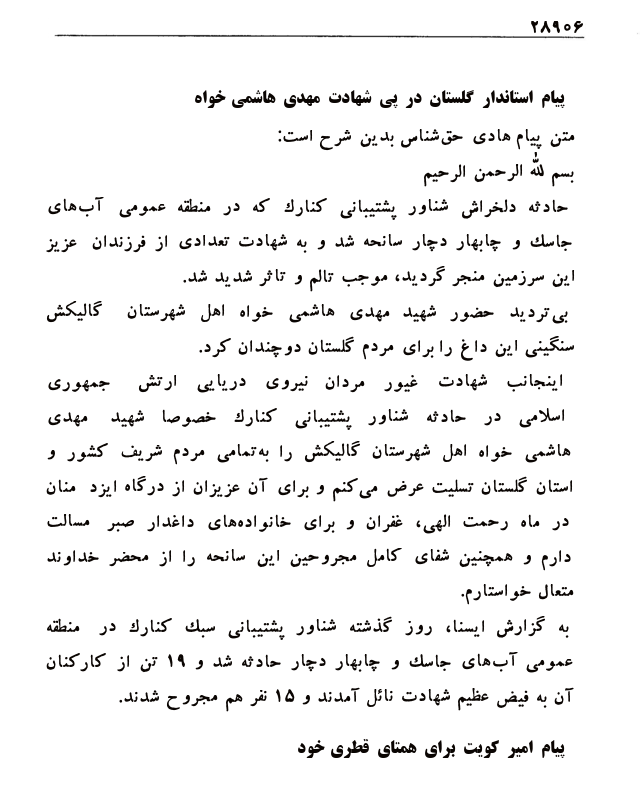 ۲۸۹۰۶
پیام استاندار گلستان در پی شهادت مهدی هاشمی خواه
متن پیام هادی حق‌شناس بدین شرح است:
بسم لله الرحمن الرحیم
حادثه دلخراش شناور پشتیبانی کنارك که در منطقه عمومی آب‌های
جاسك و چابهار دچار سانحه شد و به شهادت تعدادی از فرزندان عزیز
این سرزمین منجر گردید، موجب تالم و تاثر شدید شد.
بی‌تردید حضور شهید مهدی هاشمی خواه اهل شهرستان گالیکش
سنگینی این داغ را برای مردم گلستان دوچندان کرد.
اینجانب شهادت غیور مردان نیروی دریایی ارتش جمهوری
اسلامی در حادثه شناور پشتیبانی کنارك خصوصا شهید مهدی
هاشمی خواه اهل شهرستان گالیکش را به‌تمامی مردم شریف کشور و
استان گلستان تسلیت عرض می‌کنم و برای آن عزیزان از درگاه ایزد منان
در ماه رحمت الهی، غفران و برای خانواده‌های داغدار صبر مسالت
دارم و همچنین شفای کامل مجروحین این سانحه را از محضر خداوند
متعال خواستارم.
به گزارش ایسنا، روز گذشته شناور پشتیبانی سبك کنارك در منطقه
عمومی آب‌های جاسك و چابهار دچار حادثه شد و ۱۹ تن از کارکنان
آن به فیض عظیم شهادت نائل آمدند و ۱۵ نفر هم مجروح شدند.
پیام امیر کویت برای همتای قطری خود